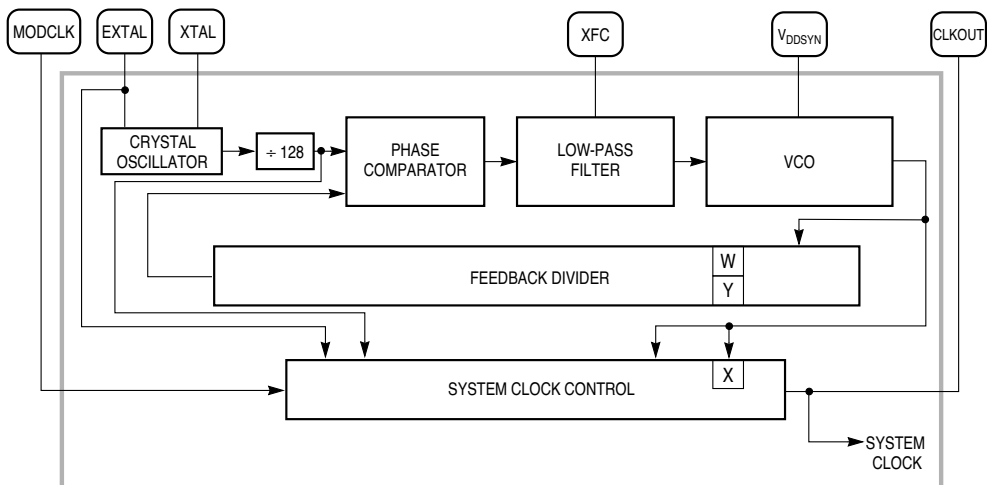 MODCLK
EXTAL
XTAL
XFC
VDDSYN
CLKOUT
CRYSTAL
OSCILLATOR
÷ 128
PHASE
COMPARATOR
LOW-PASS
FILTER
VCO
FEEDBACK DIVIDER
W
Y
SYSTEM CLOCK CONTROL
X
SYSTEM
CLOCK